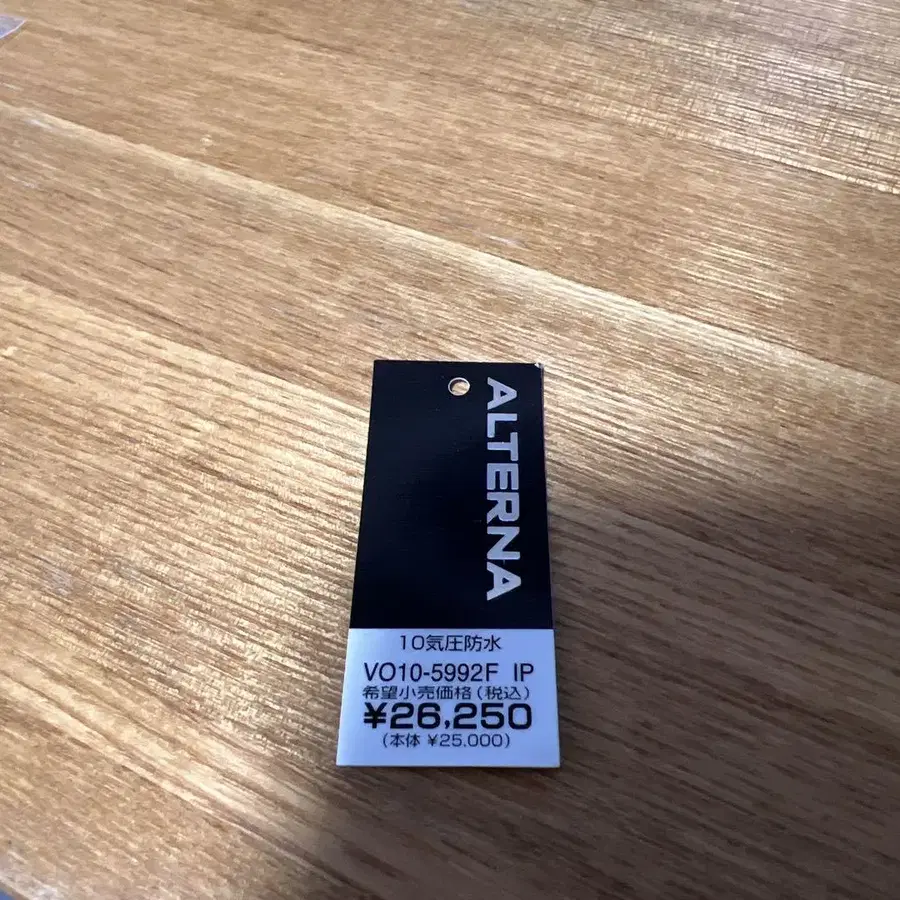 ALTERNA
10気圧防水
VO10-5992F IP
希望小売価格(税込)
¥26,250
(本体 ¥25,000)